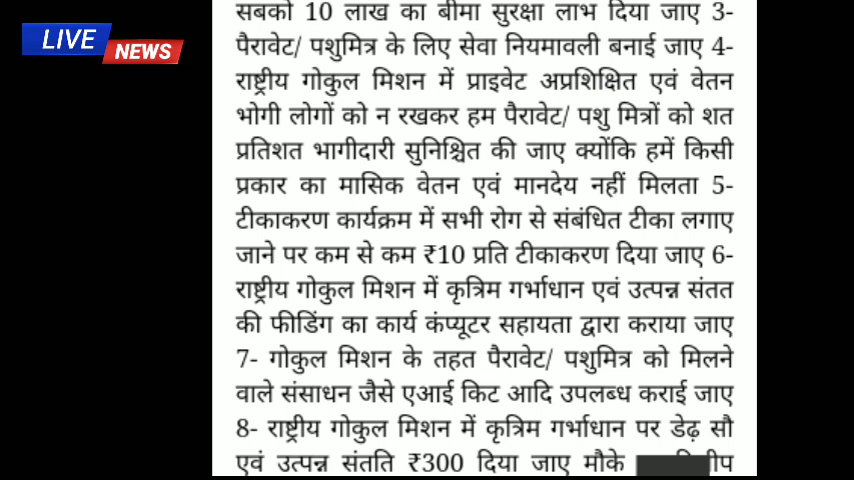 LIVE
NEWS
सबको 10 लाख का बीमा सुरक्षा लाभ दिया जाए 3-
पैरावेट/ पशुमित्र के लिए सेवा नियमावली बनाई जाए 4-
राष्ट्रीय गोकुल मिशन में प्राइवेट अप्रशिक्षित एवं वेतन
भोगी लोगों को न रखकर हम पैरावेट/ पशु मित्रों को शत
प्रतिशत भागीदारी सुनिश्चित की जाए क्योंकि हमें किसी
प्रकार का मासिक वेतन एवं मानदेय नहीं मिलता 5-
टीकाकरण कार्यक्रम में सभी रोग से संबंधित टीका लगाए
जाने पर कम से कम ₹10 प्रति टीकाकरण दिया जाए 6-
राष्ट्रीय गोकुल मिशन में कृत्रिम गर्भाधान एवं उत्पन्न संतत
की फीडिंग का कार्य कंप्यूटर सहायता द्वारा कराया जाए
7- गोकुल मिशन के तहत पैरावेट/ पशुमित्र को मिलने
वाले संसाधन जैसे एआई किट आदि उपलब्ध कराई जाए
8- राष्ट्रीय गोकुल मिशन में कृत्रिम गर्भाधान पर डेढ़ सौ
एवं उत्पन्न संतति ₹300 दिया जाए मौके